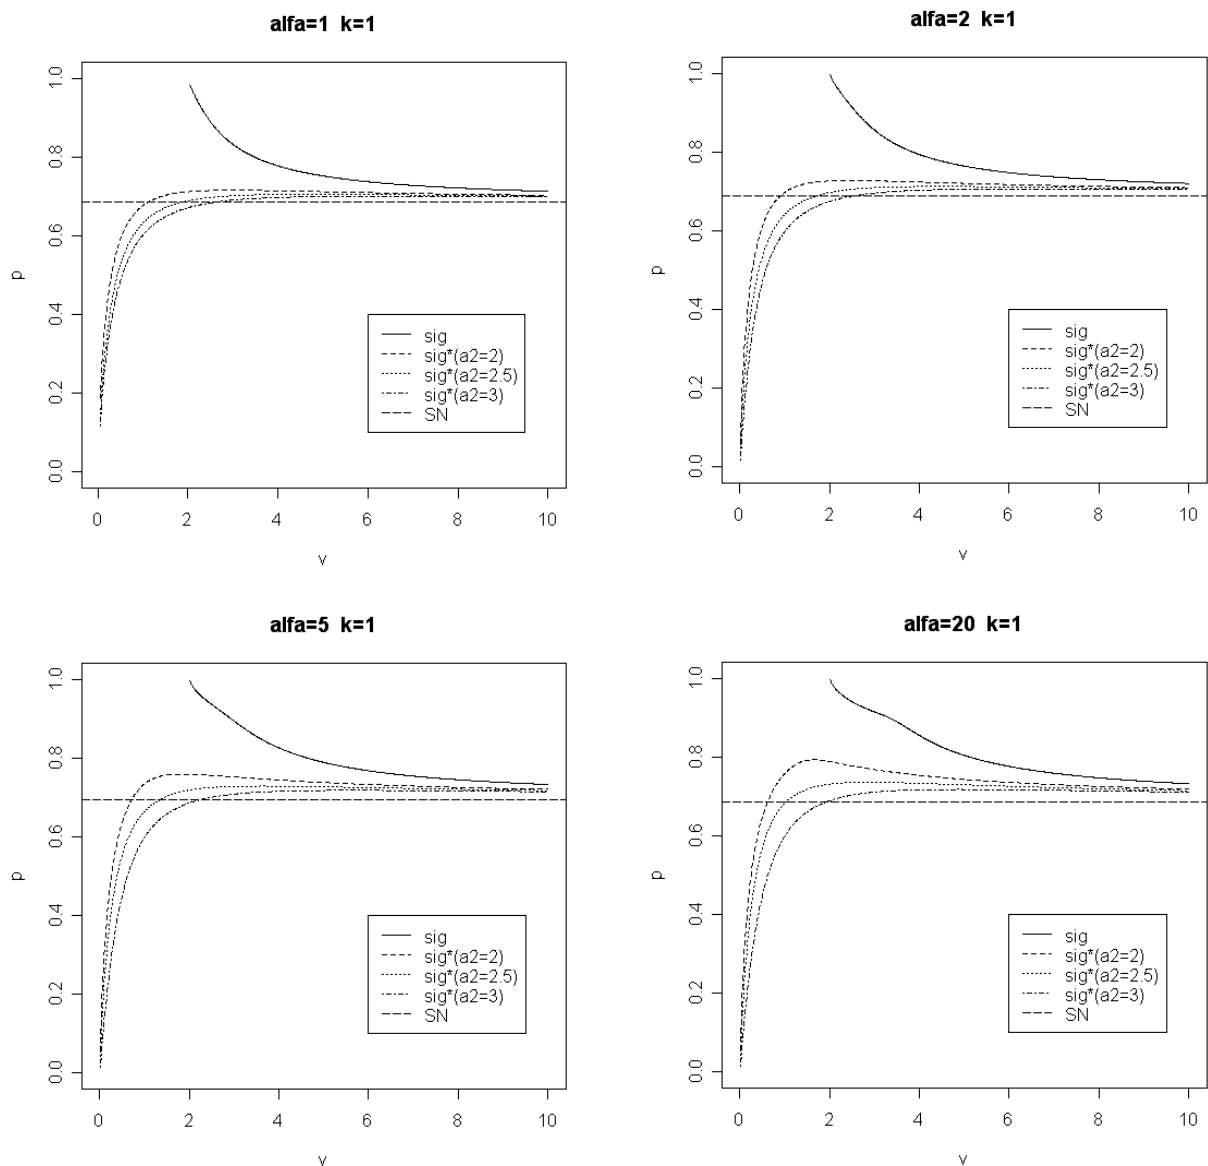 alfa=1 k=1
1.0
0.8
0.6
0.4
0.2
0.0
p
sig
sig*(a2=2)
sig*(a2=2.5)
sig*(a2=3)
SN
0 2 4 6 8 10
v
alfa=2 k=1
1.0
0.8
0.6
0.4
0.2
0.0
p
sig
sig*(a2=2)
sig*(a2=2.5)
sig*(a2=3)
SN
0 2 4 6 8 10
v
alfa=5 k=1
1.0
0.8
0.6
0.4
0.2
0.0
p
sig
sig*(a2=2)
sig*(a2=2.5)
sig*(a2=3)
SN
0 2 4 6 8 10
v
alfa=20 k=1
1.0
0.8
0.6
0.4
0.2
0.0
p
sig
sig*(a2=2)
sig*(a2=2.5)
sig*(a2=3)
SN
0 2 4 6 8 10
v